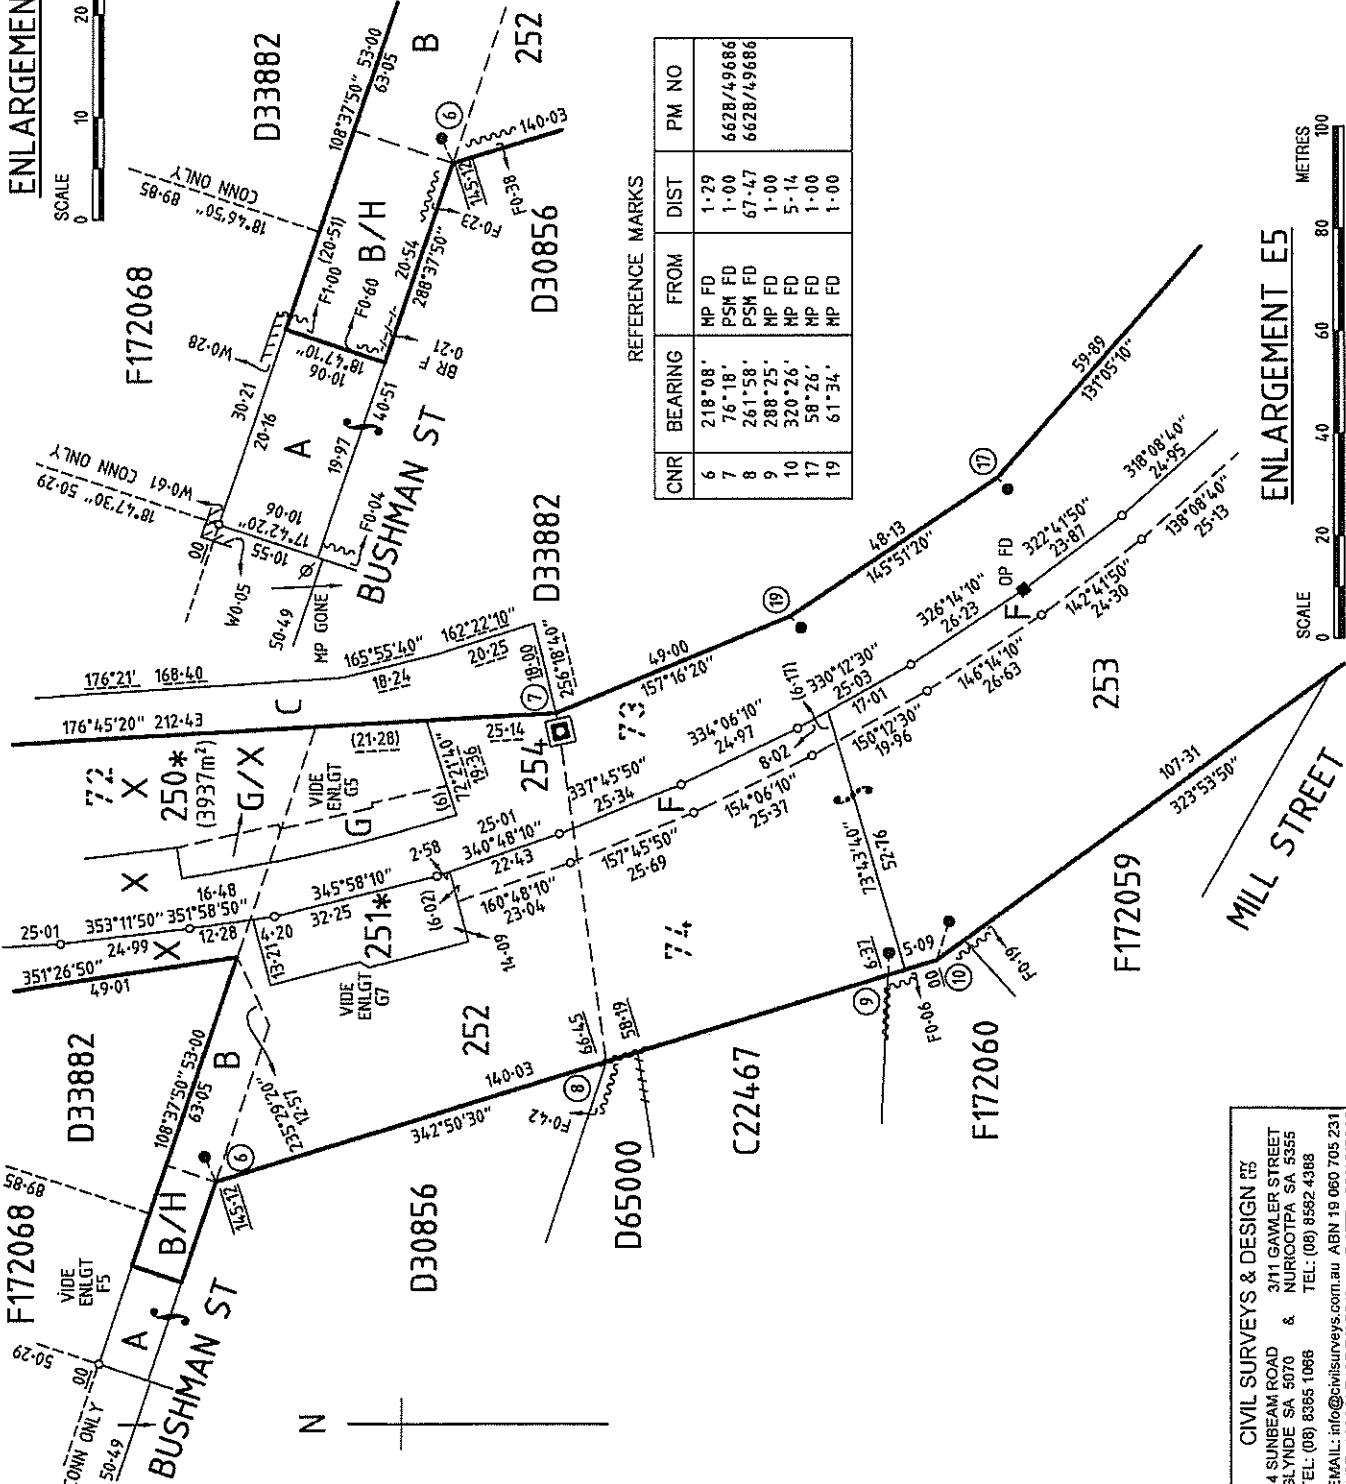 ENLARGEMEN
SCALE
0 10 20
F172068
D33882
18°46'50" 89·85
CONN ONLY
108°37'50" 53·00
63·05
B
252
6
140·03
145·12
F0·38
F0·23
D30856
B/H
(20·51)
F1·00
F0·60
20·54
288°37'50"
18°47'10"
10·06
BR F
0·21
W0·28
30·21
20·16
A
19·97
40·51
BUSHMAN ST
18°47'30" 50·29
CONN ONLY
W0·61
17°42'20"
10·06
10·55
00
W0·05
F0·04
50·49
MP GONE
REFERENCE MARKS
CNR BEARING FROM DIST PM NO
6 218°08' MP FD 1·29
7 76°18' PSM FD 1·00 6628/49686
8 261°58' PSM FD 67·47 6628/49686
9 288°25' MP FD 1·00
10 320°26' MP FD 5·14
17 58°26' MP FD 1·00
19 61°34' MP FD 1·00
F172068
VIDE
ENLGT
F5
50·29
89·85
CONN ONLY
00
50·49
A
B/H
BUSHMAN ST
D33882
108°37'50" 53·00
63·05
B
6
145·12
235°29'20"
12·57
351°26'50"
49·01
25·01
353°11'50"
24·99
X
X
351°58'50"
16·48
12·28
4·20
13·21
345°58'10"
32·25
251*
VIDE
ENLGT
G7
14·09
(6·02)
2·58
72
X
250*
(3937m²)
G/X
VIDE
ENLGT
G5
G
(6)
72°21'40"
19·36
176°45'20" 212·43
176°21' 168·40
C
(21·28)
25·14
165°55'40"
18·24
162°22'10"
20·25
18·00
256°18'40"
7
D33882
254
73
252
140·03
342°50'30"
D30856
340°48'10"
25·01
22·43
160°48'10"
23·04
337°45'50"
25·34
F
157°45'50"
25·69
334°06'10"
24·97
154°06'10"
25·37
8·02
(6·17)
330°12'30"
25·03
17·01
150°12'30"
19·96
326°14'10"
26·23
F
OP FD
146°14'10"
26·63
322°41'50"
23·87
142°41'50"
24·30
318°08'40"
24·95
138°08'40"
25·13
49·00
157°16'20"
19
48·13
145°51'20"
17
59·89
131°05'10"
253
74
73°43'40"
52·76
66·45
58·19
8
F0·42
D65000
C22467
6·37
9
F0·06
5·09
00
10
F0·19
F172060
F172059
107·31
323°53'50"
MILL STREET
N
ENLARGEMENT E5
SCALE METRES
0 20 40 60 80 100
CIVIL SURVEYS & DESIGN PTY
4 SUNBEAM ROAD 3/11 GAWLER STREET
GLYNDE SA 5070 & NURIOOTPA SA 5355
TEL: (08) 8365 1066 TEL: (08) 8562 4388
EMAIL: info@civilsurveys.com.au ABN 19 060 705 231